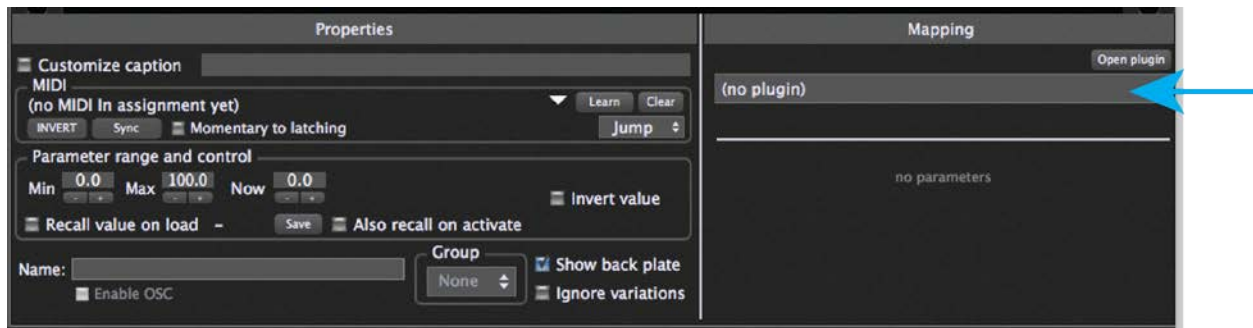 Properties
Customize caption
MIDI
(no MIDI In assignment yet)
Learn
Clear
INVERT
Sync
Momentary to latching
Jump
Parameter range and control
Min 0.0 Max 100.0 Now 0.0
- + - + - +
Invert value
Recall value on load –
Save
Also recall on activate
Name:
Enable OSC
Group
None
Show back plate
Ignore variations
Mapping
Open plugin
(no plugin)
no parameters